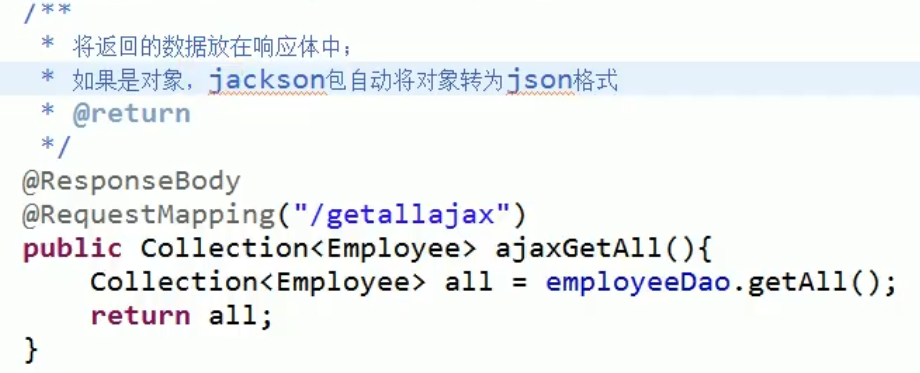 /**
 * 将返回的数据放在响应体中;
 * 如果是对象，jackson包自动将对象转为json格式
 * @return
 */
@ResponseBody
@RequestMapping("/getallajax")
public Collection<Employee> ajaxGetAll(){
    Collection<Employee> all = employeeDao.getAll();
    return all;
}